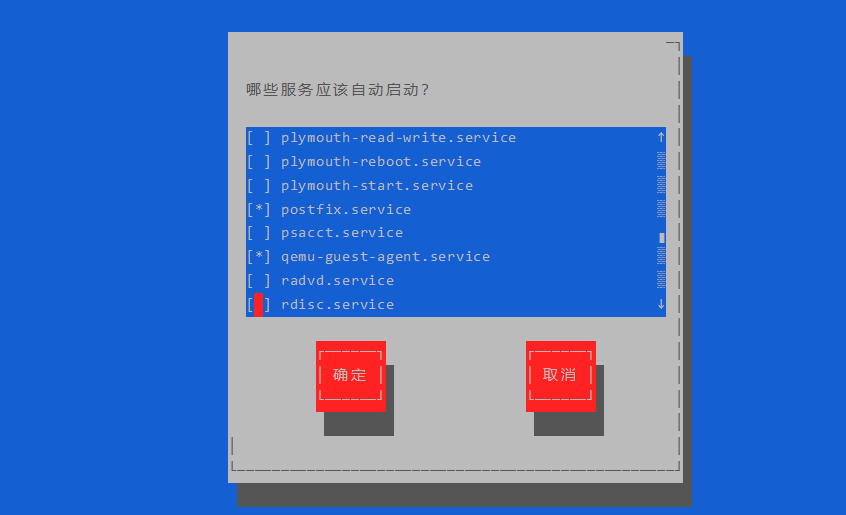 哪些服务应该自动启动?
[ ] plymouth-read-write.service ↑
[ ] plymouth-reboot.service
[ ] plymouth-start.service
[*] postfix.service
[ ] psacct.service
[*] qemu-guest-agent.service
[ ] radvd.service
[ ] rdisc.service ↓
确定 取消